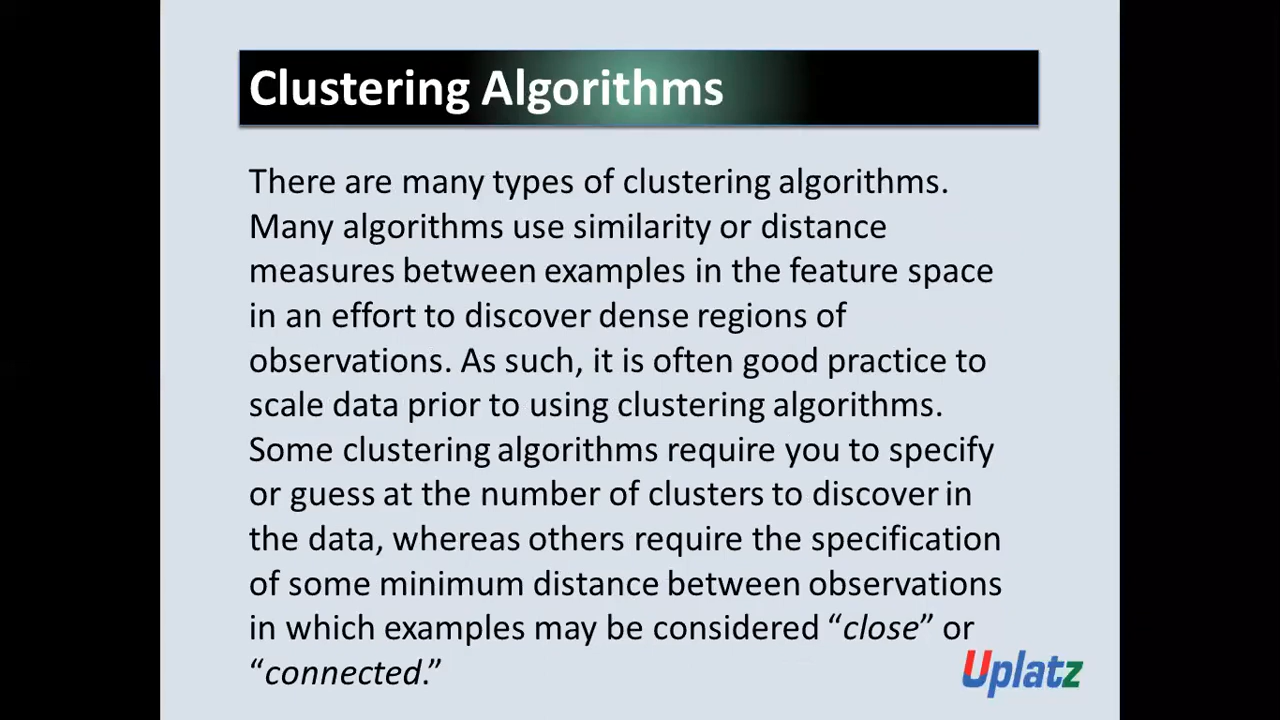 Clustering Algorithms
There are many types of clustering algorithms.
Many algorithms use similarity or distance
measures between examples in the feature space
in an effort to discover dense regions of
observations. As such, it is often good practice to
scale data prior to using clustering algorithms.
Some clustering algorithms require you to specify
or guess at the number of clusters to discover in
the data, whereas others require the specification
of some minimum distance between observations
in which examples may be considered “close” or
“connected.”
Uplatz